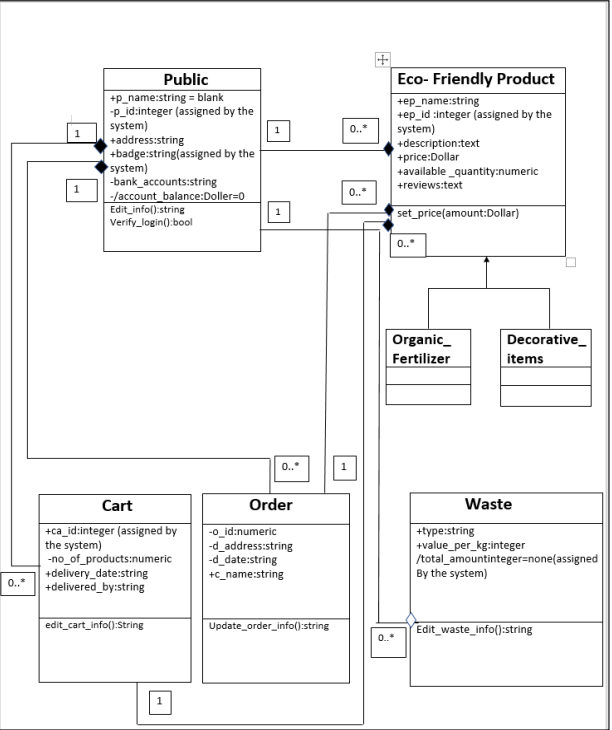 Public
+p_name:string = blank
-p_id:integer (assigned by the
system)
+address:string
+badge:string(assigned by the
system)
-bank_accounts:string
-/account_balance:Doller=0
Edit_info():string
Verify_login():bool
Eco- Friendly Product
+ep_name:string
+ep_id :integer (assigned by the
system)
+description:text
+price:Dollar
+available _quantity:numeric
+reviews:text
set_price(amount:Dollar)
1
1
1
0..*
0..*
1
0..*
Organic_
Fertilizer
Decorative_
items
0..*
1
Cart
+ca_id:integer (assigned by
the system)
-no_of_products:numeric
+delivery_date:string
+delivered_by:string
edit_cart_info():String
0..*
Order
-o_id:numeric
-d_address:string
-d_date:string
+c_name:string
Update_order_info():string
Waste
+type:string
+value_per_kg:integer
/total_amountinteger=none(assigned
By the system)
Edit_waste_info():string
0..*
1